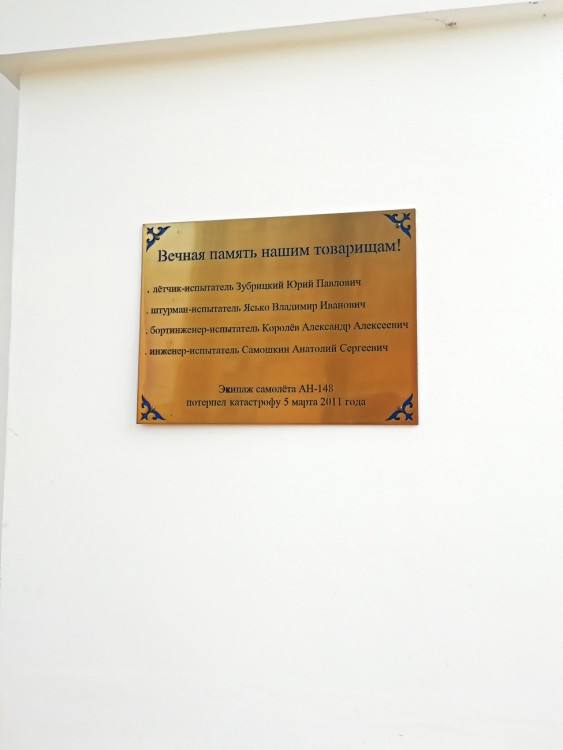 Вечная память нашим товарищам!
. лётчик-испытатель Зубрицкий Юрий Павлович
. штурман-испытатель Ясько Владимир Иванович
. бортинженер-испытатель Королёв Александр Алексеевич
. инженер-испытатель Самошкин Анатолий Сергеевич
Экипаж самолёта АН-148
потерпел катастрофу 5 марта 2011 года